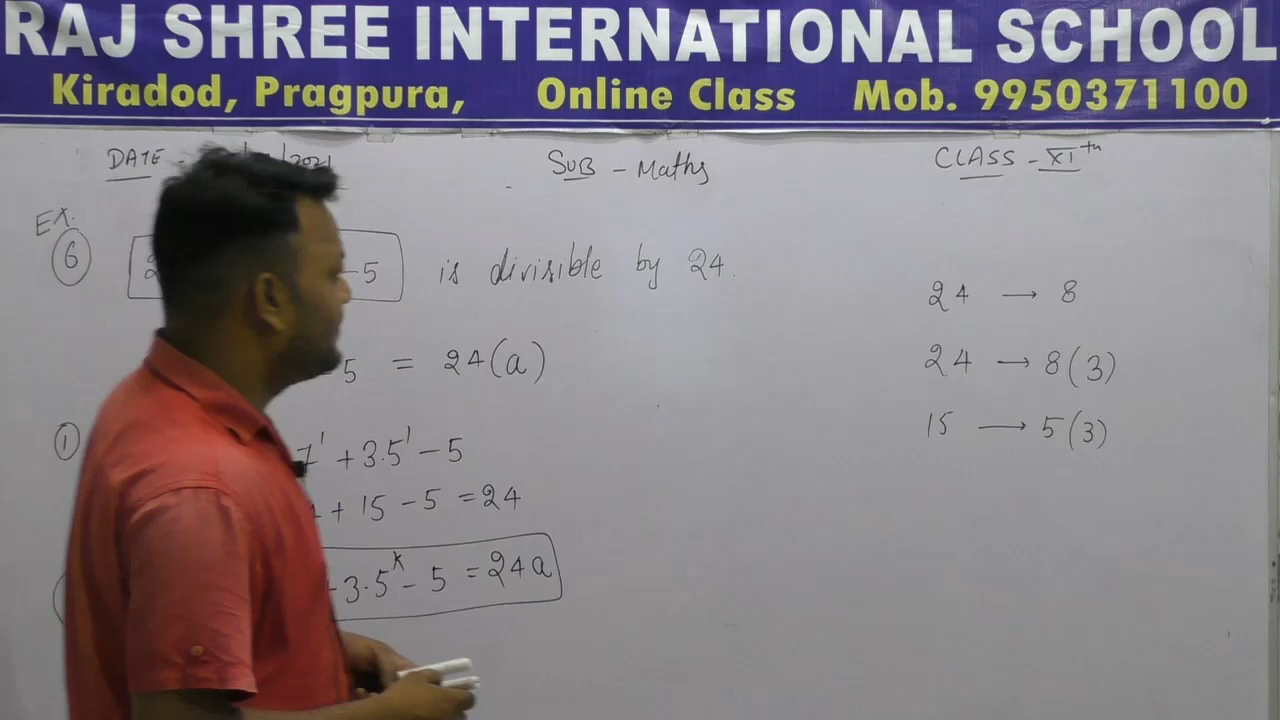 RAJ SHREE INTERNATIONAL SCHOOL
Kiradod, Pragpura, Online Class Mob. 9950371100
DATE - /2021 SUB - Maths CLASS - XIth
EX.
6 2 -5 is divisible by 24.
24 → 8
5 = 24(a)
24 → 8(3)
15 → 5(3)
1 7' + 3.5' - 5
+ 15 - 5 = 24
3.5^k - 5 = 24a